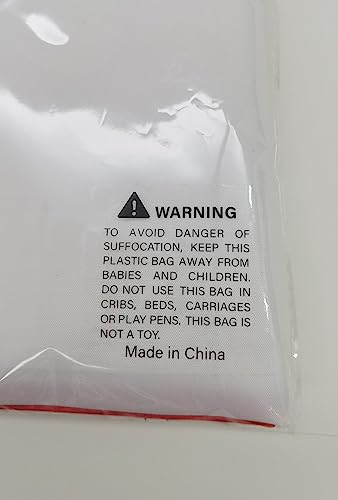 WARNING
TO AVOID DANGER OF
SUFFOCATION, KEEP THIS
PLASTIC BAG AWAY FROM
BABIES AND CHILDREN.
DO NOT USE THIS BAG IN
CRIBS, BEDS, CARRIAGES
OR PLAY PENS. THIS BAG IS
NOT A TOY.
Made in China